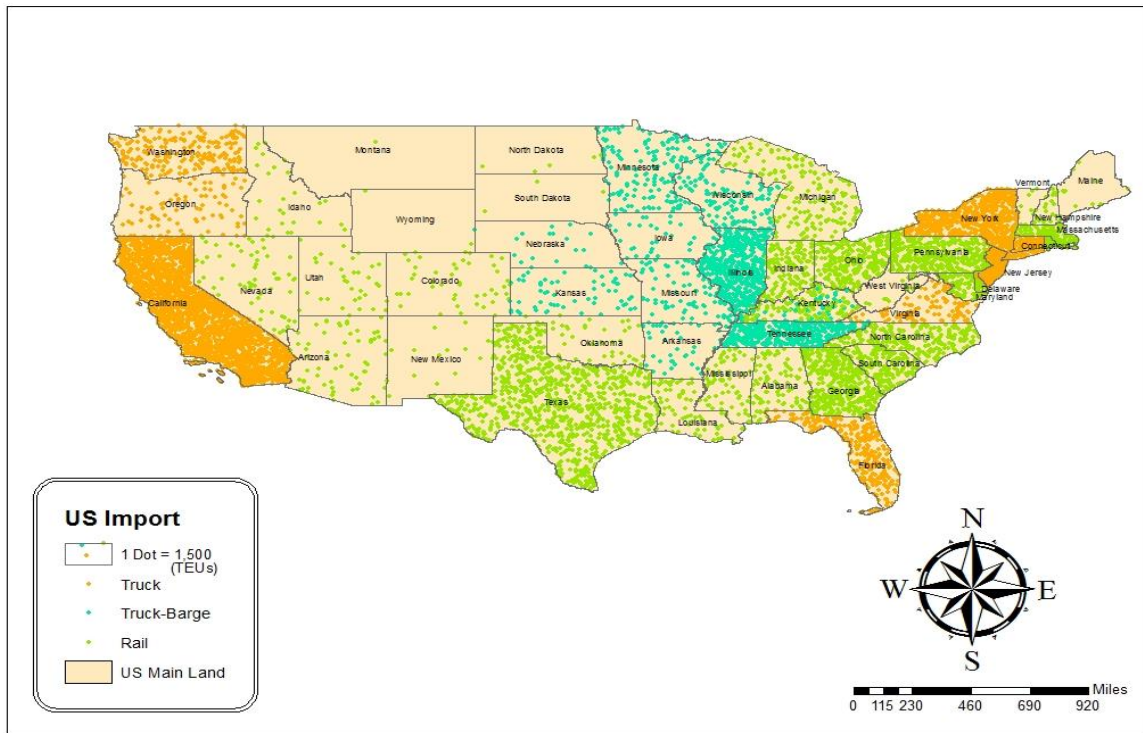 Washington
Montana
North Dakota
Minnesota
Vermont
Maine
Oregon
Idaho
South Dakota
Wisconsin
Michigan
New York
New Hampshire
Massachusetts
Wyoming
Nebraska
Iowa
Pennsylvania
Connecticut
Nevada
Utah
Colorado
Illinois
Indiana
Ohio
New Jersey
California
Kansas
Missouri
West Virginia
Delaware
Maryland
Kentucky
Virginia
Arizona
New Mexico
Oklahoma
Arkansas
Tennessee
North Carolina
Mississippi
Alabama
South Carolina
Georgia
Texas
Louisiana
Florida
US Import
1 Dot = 1,500
(TEUs)
Truck
Truck-Barge
Rail
US Main Land
N
W
E
S
Miles
0 115 230 460 690 920